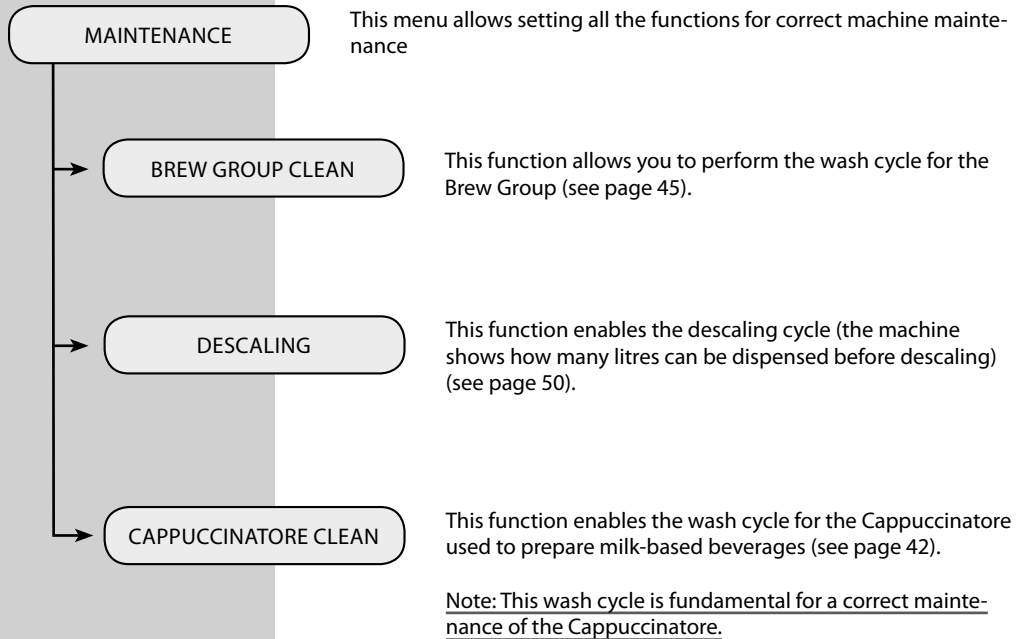 MAINTENANCE
This menu allows setting all the functions for correct machine mainte-
nance
BREW GROUP CLEAN
This function allows you to perform the wash cycle for the
Brew Group (see page 45).
DESCALING
This function enables the descaling cycle (the machine
shows how many litres can be dispensed before descaling)
(see page 50).
CAPPUCCINATORE CLEAN
This function enables the wash cycle for the Cappuccinatore
used to prepare milk-based beverages (see page 42).
Note: This wash cycle is fundamental for a correct mainte-
nance of the Cappuccinatore.